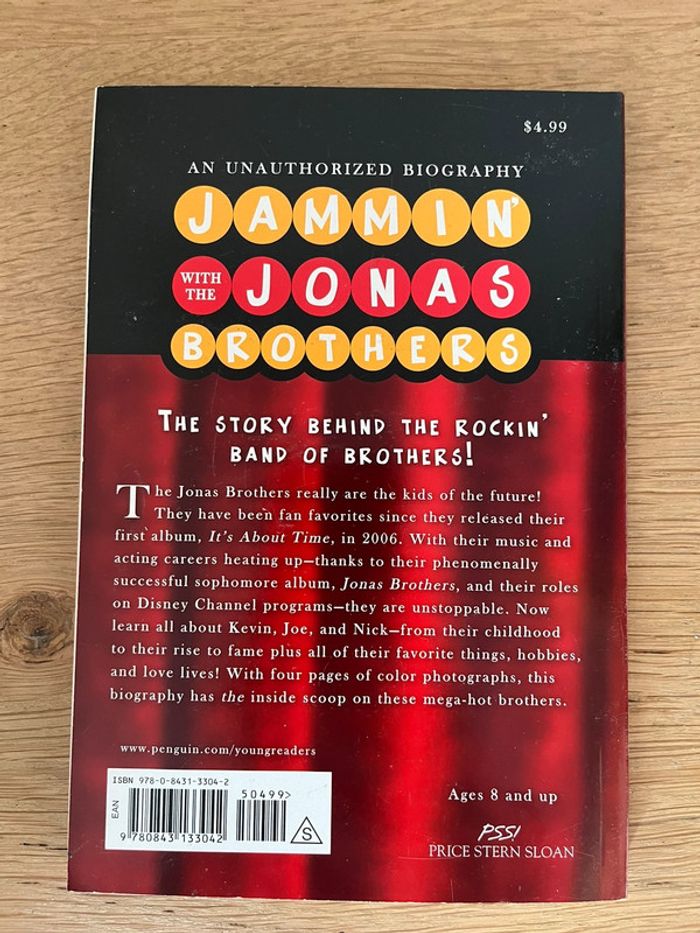 $4.99
AN UNAUTHORIZED BIOGRAPHY
JAMMIN'
WITH THE JONAS
BROTHERS
THE STORY BEHIND THE ROCKIN'
BAND OF BROTHERS!
The Jonas Brothers really are the kids of the future!
They have been fan favorites since they released their
first album, It's About Time, in 2006. With their music and
acting careers heating up—thanks to their phenomenally
successful sophomore album, Jonas Brothers, and their roles
on Disney Channel programs—they are unstoppable. Now
learn all about Kevin, Joe, and Nick—from their childhood
to their rise to fame plus all of their favorite things, hobbies,
and love lives! With four pages of color photographs, this
biography has the inside scoop on these mega-hot brothers.
www.penguin.com/youngreaders
ISBN 978-0-8431-3304-2
50499>
EAN
9 780843 133042
S
Ages 8 and up
PSS!
PRICE STERN SLOAN